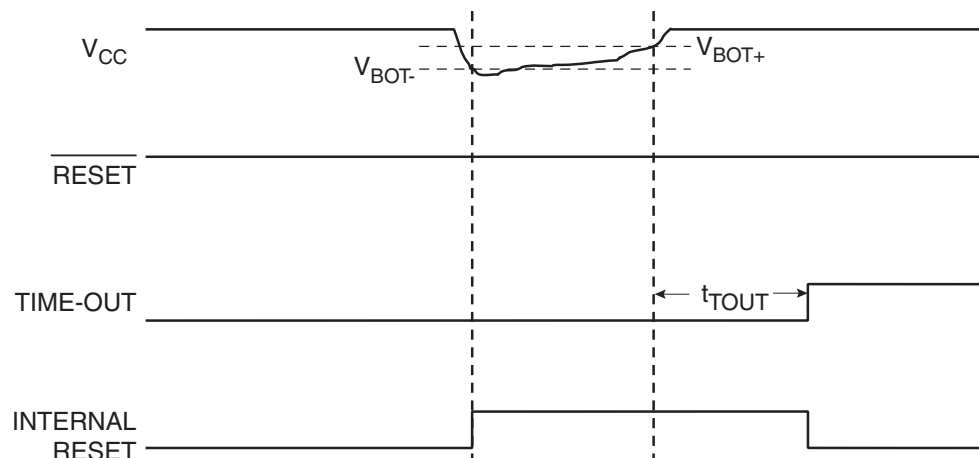 VCC
VBOT-
VBOT+
RESET
TIME-OUT
tTOUT
INTERNAL
RESET